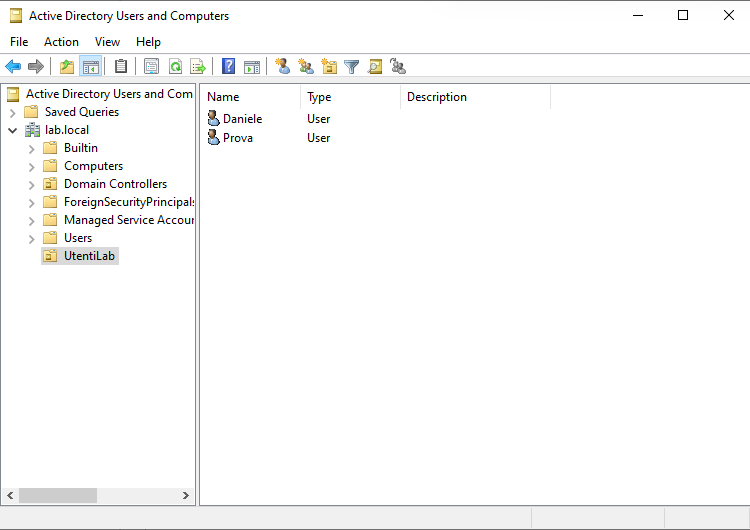 Active Directory Users and Computers
File Action View Help
Active Directory Users and Com
Saved Queries
lab.local
Builtin
Computers
Domain Controllers
ForeignSecurityPrincipals
Managed Service Accour
Users
UtentiLab
Name Type Description
Daniele User
Prova User